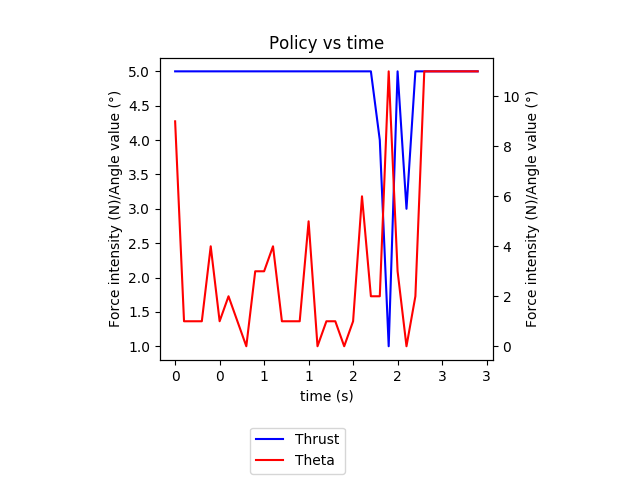 Policy vs time
5.0
4.5
4.0
3.5
3.0
2.5
2.0
1.5
1.0
Force intensity (N)/Angle value (°)
10
8
6
4
2
0
Force intensity (N)/Angle value (°)
0 0 1 1 2 2 3 3
time (s)
Thrust
Theta